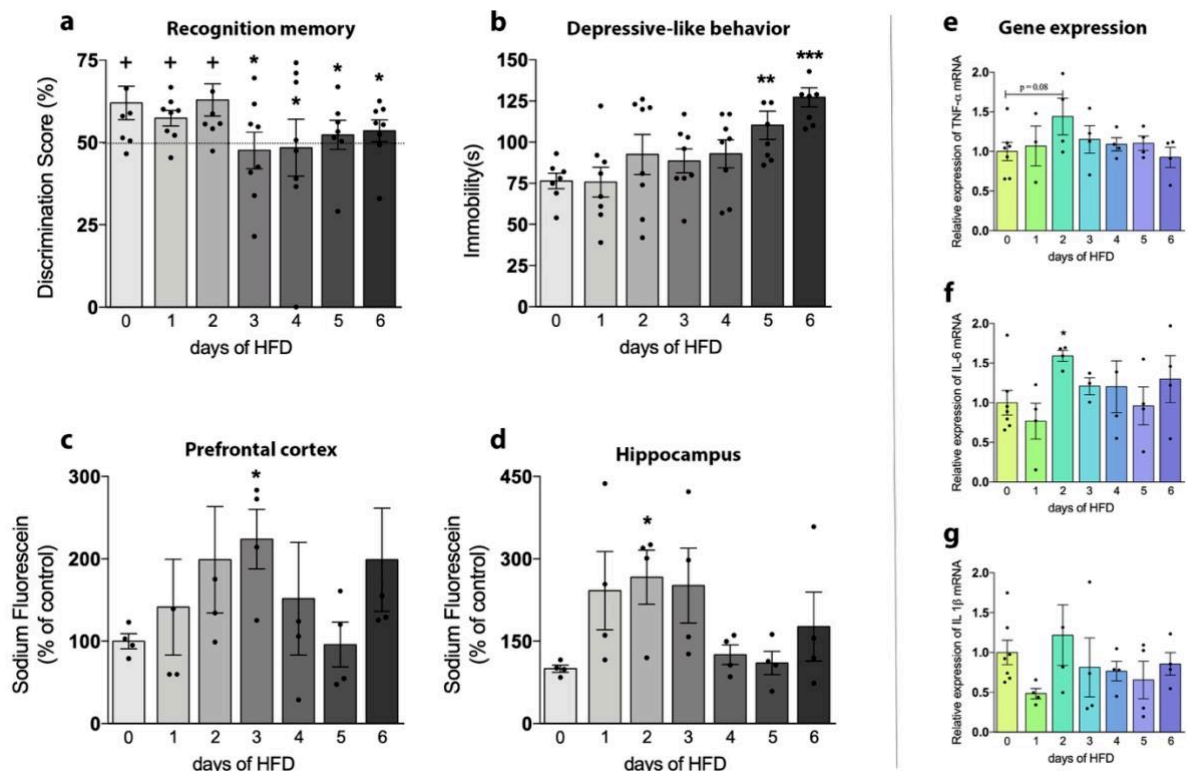 a
Recognition memory
Discrimination Score (%)
75
50
25
0
+ + + * * * *
0 1 2 3 4 5 6
days of HFD
b
Depressive-like behavior
Immobility(s)
150
125
100
75
50
25
0
** ***
0 1 2 3 4 5 6
days of HFD
c
Prefrontal cortex
Sodium Fluorescein
(% of control)
300
200
100
0
*
0 1 2 3 4 5 6
days of HFD
d
Hippocampus
Sodium Fluorescein
(% of control)
450
300
150
0
*
0 1 2 3 4 5 6
days of HFD
e
Gene expression
Relative expression of TNF-α mRNA
2.0
1.5
1.0
0.5
0.0
p = 0.08
0 1 2 3 4 5 6
days of HFD
f
Relative expression of IL-6 mRNA
2.0
1.5
1.0
0.5
0.0
*
0 1 2 3 4 5 6
days of HFD
g
Relative expression of IL 1β mRNA
2.0
1.5
1.0
0.5
0.0
0 1 2 3 4 5 6
days of HFD